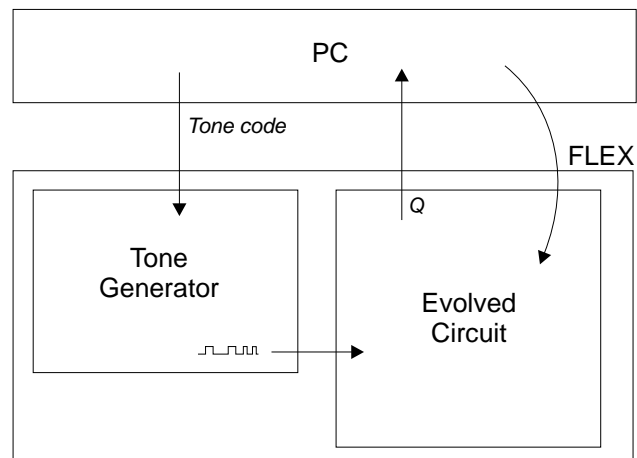 PC
Tone code
FLEX
Q
Tone
Generator
Evolved
Circuit